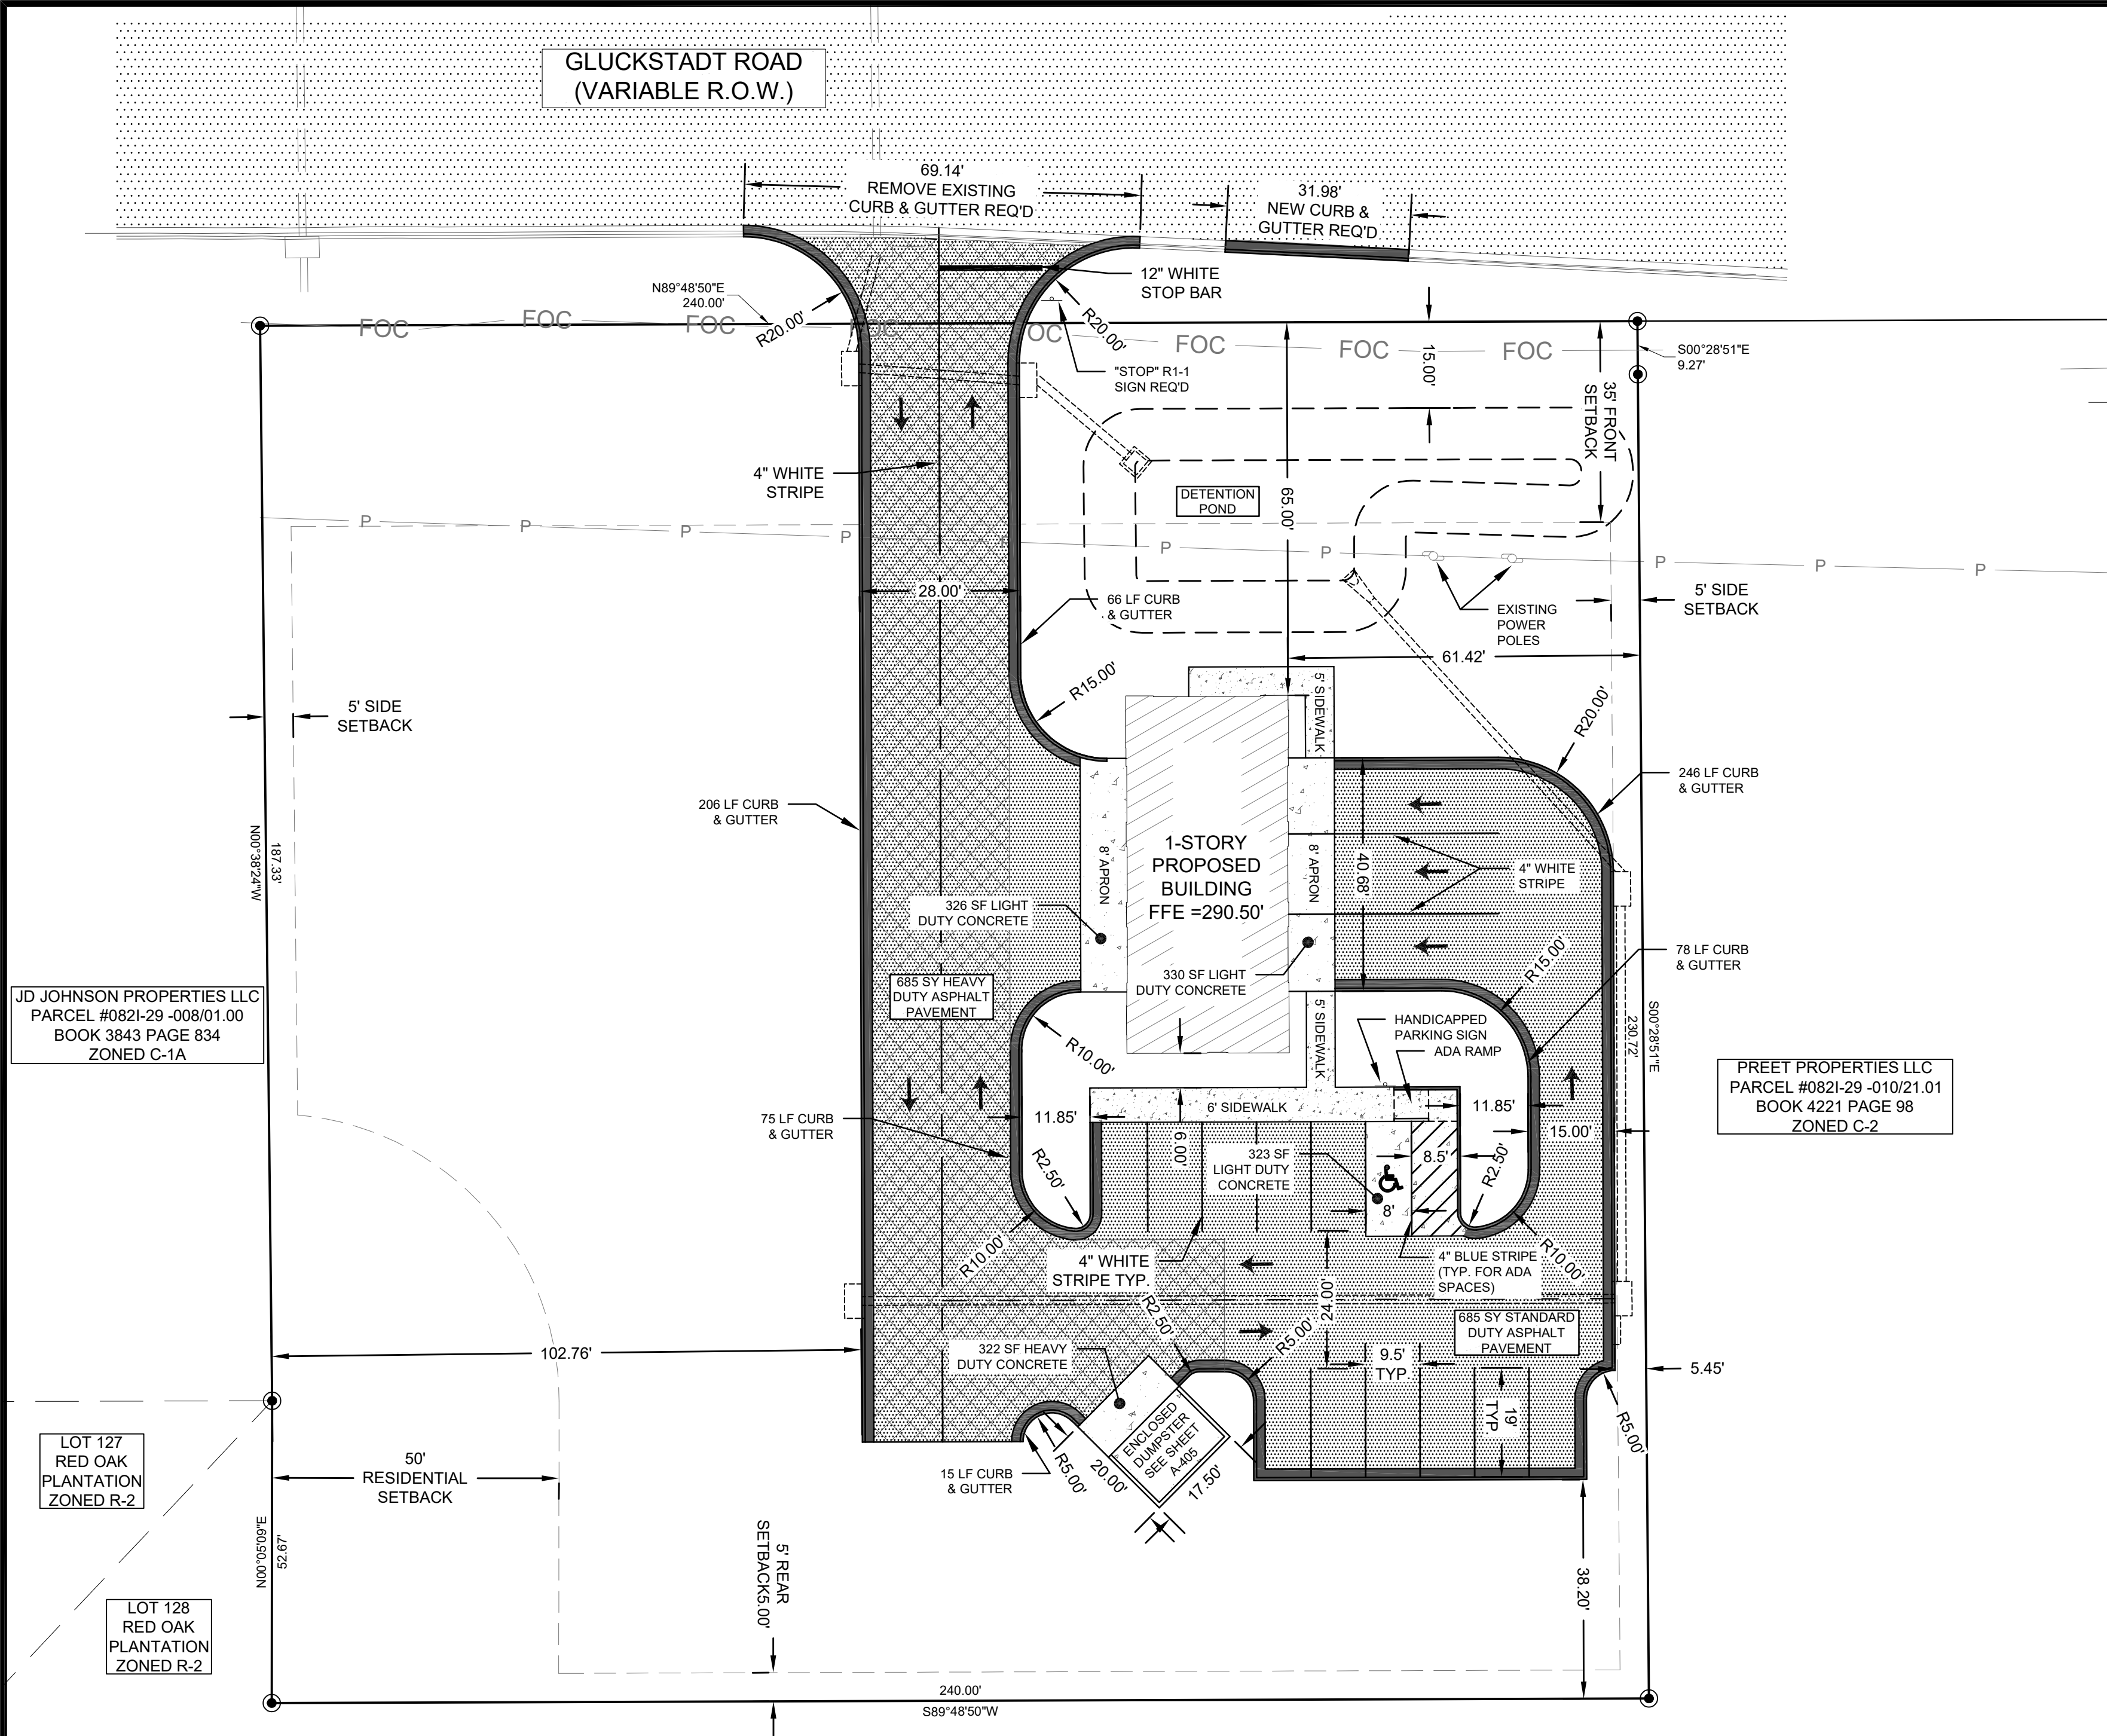 GLUCKSTADT ROAD
(VARIABLE R.O.W.)
69.14'
REMOVE EXISTING
CURB & GUTTER REQ'D
31.98'
NEW CURB &
GUTTER REQ'D
12" WHITE
STOP BAR
N89°48'50"E
240.00'
R20.00'
R20.00'
FOC
FOC
FOC
FOC
OC
FOC
FOC
FOC
"STOP" R1-1
SIGN REQ'D
15.00'
35' FRONT
SETBACK
S00°28'51"E
9.27'
4" WHITE
STRIPE
DETENTION
POND
65.00'
P
P
P
P
P
P
P
P
P
28.00'
66 LF CURB
& GUTTER
EXISTING
POWER
POLES
5' SIDE
SETBACK
61.42'
R15.00'
5' SIDEWALK
R20.00'
5' SIDE
SETBACK
246 LF CURB
& GUTTER
206 LF CURB
& GUTTER
N00°38'24"W
187.33'
8' APRON
1-STORY
PROPOSED
BUILDING
FFE =290.50'
8' APRON
40.68'
4" WHITE
STRIPE
326 SF LIGHT
DUTY CONCRETE
330 SF LIGHT
DUTY CONCRETE
R15.00'
78 LF CURB
& GUTTER
685 SY HEAVY
DUTY ASPHALT
PAVEMENT
JD JOHNSON PROPERTIES LLC
PARCEL #082I-29 -008/01.00
BOOK 3843 PAGE 834
ZONED C-1A
R10.00'
5' SIDEWALK
HANDICAPPED
PARKING SIGN
ADA RAMP
S00°28'51"E
230.72'
PREET PROPERTIES LLC
PARCEL #082I-29 -010/21.01
BOOK 4221 PAGE 98
ZONED C-2
75 LF CURB
& GUTTER
11.85'
6' SIDEWALK
11.85'
15.00'
6.00'
R2.50'
323 SF
LIGHT DUTY
CONCRETE
8.5'
R2.50'
8'
R10.00'
4" WHITE
STRIPE TYP.
4" BLUE STRIPE
(TYP. FOR ADA
SPACES)
R10.00'
24.00'
R2.50'
685 SY STANDARD
DUTY ASPHALT
PAVEMENT
102.76'
322 SF HEAVY
DUTY CONCRETE
R5.00'
9.5'
TYP.
5.45'
19'
TYP.
R5.00'
ENCLOSED
DUMPSTER
SEE SHEET
A-405
15 LF CURB
& GUTTER
R5.00'
20.00'
17.50'
LOT 127
RED OAK
PLANTATION
ZONED R-2
50'
RESIDENTIAL
SETBACK
N00°05'09"E
52.67'
5' REAR
SETBACK5.00'
38.20'
LOT 128
RED OAK
PLANTATION
ZONED R-2
240.00'
S89°48'50"W